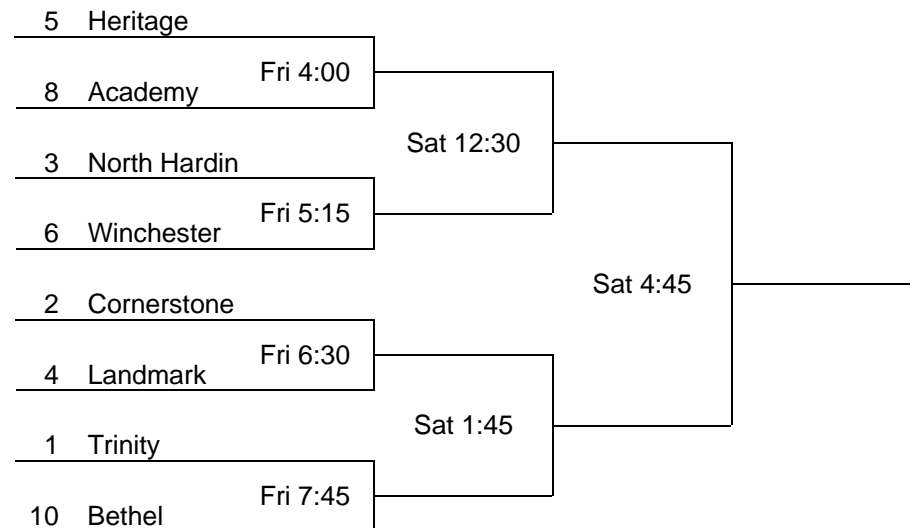 5 Heritage
Fri 4:00
8 Academy
Sat 12:30
3 North Hardin
Fri 5:15
6 Winchester
Sat 4:45
2 Cornerstone
Fri 6:30
4 Landmark
Sat 1:45
1 Trinity
Fri 7:45
10 Bethel